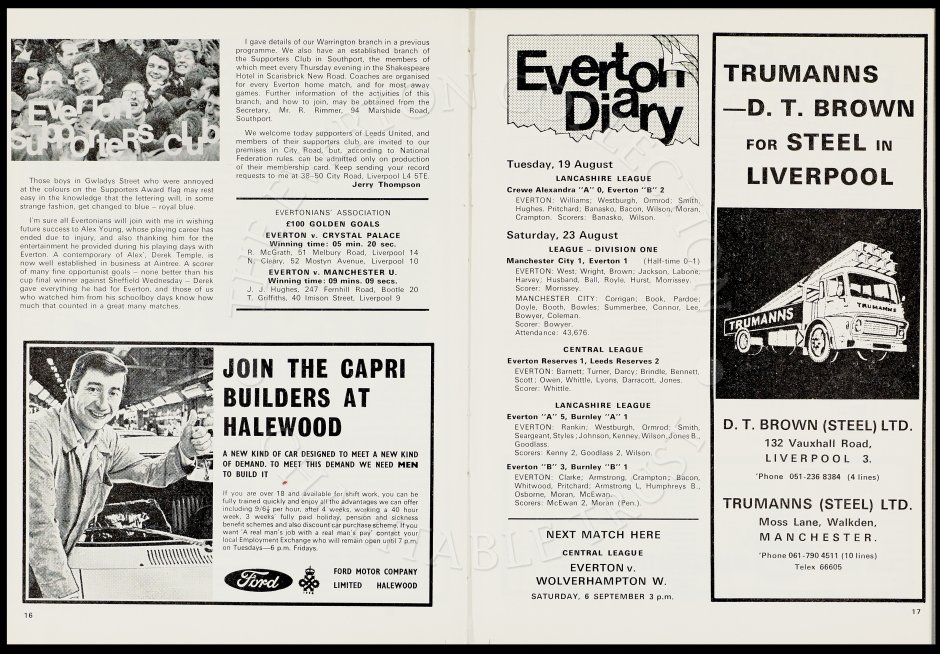 Everton
Supporters Club
Those boys in Gwladys Street who were annoyed
at the colours on the Supporters Award flag may rest
easy in the knowledge that the lettering will, in some
strange fashion, get changed to blue – royal blue.
I'm sure all Evertonians will join with me in wishing
future success to Alex Young, whose playing career has
ended due to injury, and also thanking him for the
entertainment he provided during his playing days with
Everton. A contemporary of Alex', Derek Temple, is
now well established in business at Aintree. A scorer
of many fine opportunist goals – none better than his
cup final winner against Sheffield Wednesday – Derek
gave everything he had for Everton, and those of us
who watched him from his schoolboy days know how
much that counted in a great many matches.
I gave details of our Warrington branch in a previous
programme. We also have an established branch of
the Supporters Club in Southport, the members of
which meet every Thursday evening in the Shakespeare
Hotel in Scarisbrick New Road. Coaches are organised
for every Everton home match, and for most away
games. Further information of the activities of this
branch, and how to join, may be obtained from the
Secretary, Mr. R. Rimmer, 94 Marshside Road,
Southport.
We welcome today supporters of Leeds United, and
members of their supporters club are invited to our
premises in City Road, but, according to National
Federation rules, can be admitted only on production
of their membership card. Keep sending your record
requests to me at 38–50 City Road, Liverpool L4 5TE.
Jerry Thompson
EVERTONIANS' ASSOCIATION
£100 GOLDEN GOALS
EVERTON v. CRYSTAL PALACE
Winning time: 05 min. 20 sec.
R. McGrath, 51 Melbury Road, Liverpool 14
N. Cleary, 52 Mostyn Avenue, Liverpool 10
EVERTON v. MANCHESTER U.
Winning time: 09 mins. 09 secs.
J. J. Hughes, 247 Fernhill Road, Bootle 20
T. Griffiths, 40 Imison Street, Liverpool 9
JOIN THE CAPRI
BUILDERS AT
HALEWOOD
A NEW KIND OF CAR DESIGNED TO MEET A NEW KIND
OF DEMAND. TO MEET THIS DEMAND WE NEED MEN
TO BUILD IT
If you are over 18 and available for shift work, you can be
fully trained quickly and enjoy all the advantages we can offer
including 9/6½ per hour, after 4 weeks, working a 40 hour
week, 3 weeks' fully paid holiday, pension and sickness
benefit schemes and also discount car purchase scheme. If you
want 'A real man's job with a real man's pay' contact your
local Employment Exchange who will remain open until 7 p.m.
on Tuesdays—6 p.m. Fridays.
Ford
FORD MOTOR COMPANY
LIMITED HALEWOOD
16
Everton
Diary
Tuesday, 19 August
LANCASHIRE LEAGUE
Crewe Alexandra "A" 0, Everton "B" 2
EVERTON: Williams; Westburgh, Ormrod; Smith,
Hughes, Pritchard; Banasko, Bacon, Wilson, Moran,
Crampton. Scorers: Banasko, Wilson.
Saturday, 23 August
LEAGUE – DIVISION ONE
Manchester City 1, Everton 1 (Half-time 0–1)
EVERTON: West; Wright, Brown; Jackson, Labone,
Harvey; Husband, Ball, Royle, Hurst, Morrissey.
Scorer: Morrissey.
MANCHESTER CITY: Corrigan; Book, Pardoe;
Doyle, Booth, Bowles; Summerbee, Connor, Lee,
Bowyer, Coleman.
Scorer: Bowyer.
Attendance: 43,676.
CENTRAL LEAGUE
Everton Reserves 1, Leeds Reserves 2
EVERTON: Barnett; Turner, Darcy; Brindle, Bennett,
Scott; Owen, Whittle, Lyons, Darracott, Jones.
Scorer: Whittle.
LANCASHIRE LEAGUE
Everton "A" 5, Burnley "A" 1
EVERTON: Rankin; Westburgh, Ormrod; Smith,
Seargeant, Styles; Johnson, Kenney, Wilson, Jones B.,
Goodlass.
Scorers: Kenny 2, Goodlass 2, Wilson.
Everton "B" 3, Burnley "B" 1
EVERTON: Clarke; Armstrong, Crampton; Bacon,
Whitwood, Pritchard; Armstrong L, Humphreys B.,
Osborne, Moran, McEwan.
Scorers: McEwan 2, Moran (Pen.).
NEXT MATCH HERE
CENTRAL LEAGUE
EVERTON v.
WOLVERHAMPTON W.
SATURDAY, 6 SEPTEMBER 3 p.m.
TRUMANNS
—D. T. BROWN
FOR STEEL IN
LIVERPOOL
TRUMANNS
TRUMANNS
D. T. BROWN (STEEL) LTD.
132 Vauxhall Road,
LIVERPOOL 3.
'Phone 051-236 8384 (4 lines)
TRUMANNS (STEEL) LTD.
Moss Lane, Walkden,
MANCHESTER.
'Phone 061-790 4511 (10 lines)
Telex 66605
17